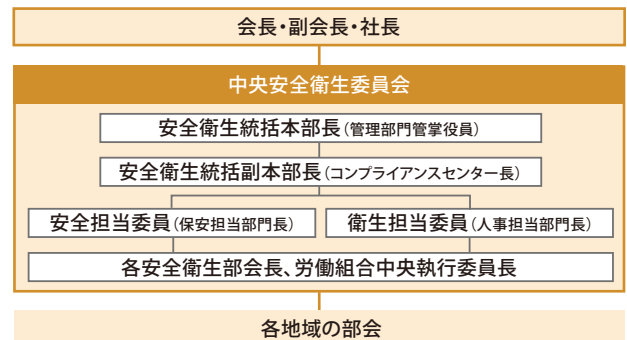 会長・副会長・社長
中央安全衛生委員会
安全衛生統括本部長(管理部門管掌役員)
安全衛生統括副本部長(コンプライアンスセンター長)
安全担当委員(保安担当部門長)
衛生担当委員(人事担当部門長)
各安全衛生部会長、労働組合中央執行委員長
各地域の部会